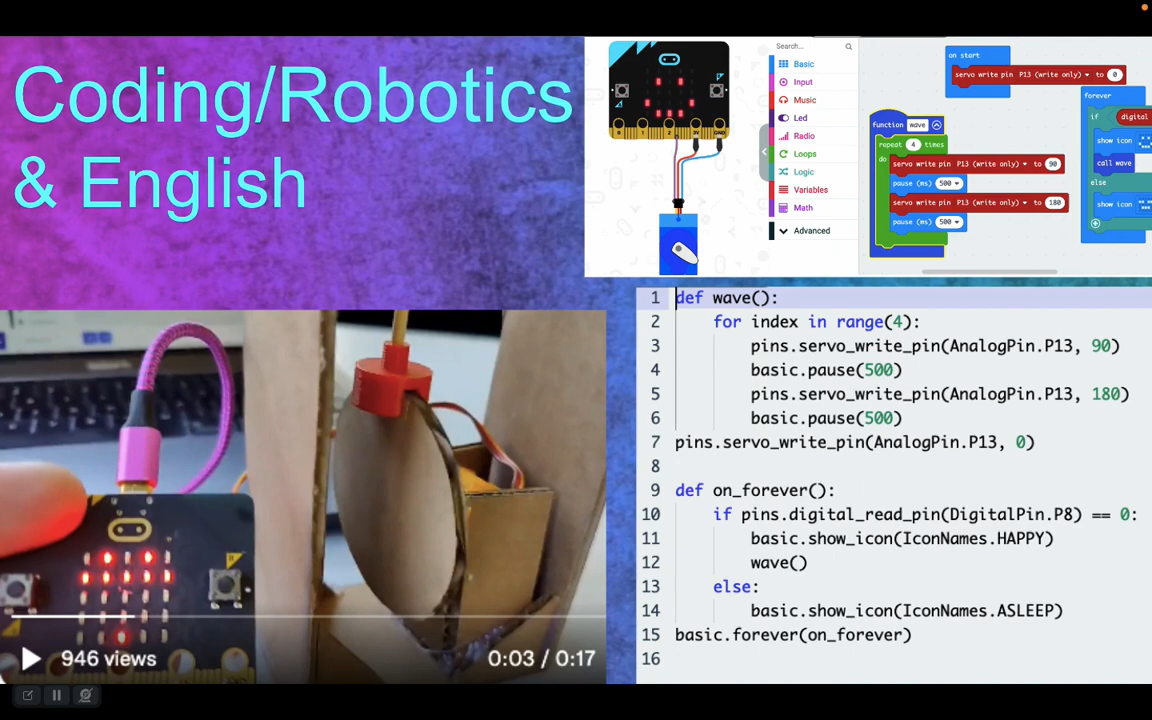 Coding/Robotics
& English
0 1 2 3V GND
Search...
Basic
Input
Music
Led
Radio
Loops
Logic
Variables
Math
Advanced
on start
servo write pin P13 (write only) to 0
function wave
repeat 4 times
do
servo write pin P13 (write only) to 90
pause (ms) 500
servo write pin P13 (write only) to 180
pause (ms) 500
forever
if digital
show icon
call wave
else
show icon
946 views
0:03 / 0:17
1 def wave():
2 for index in range(4):
3 pins.servo_write_pin(AnalogPin.P13, 90)
4 basic.pause(500)
5 pins.servo_write_pin(AnalogPin.P13, 180)
6 basic.pause(500)
7 pins.servo_write_pin(AnalogPin.P13, 0)
8
9 def on_forever():
10 if pins.digital_read_pin(DigitalPin.P8) == 0:
11 basic.show_icon(IconNames.HAPPY)
12 wave()
13 else:
14 basic.show_icon(IconNames.ASLEEP)
15 basic.forever(on_forever)
16